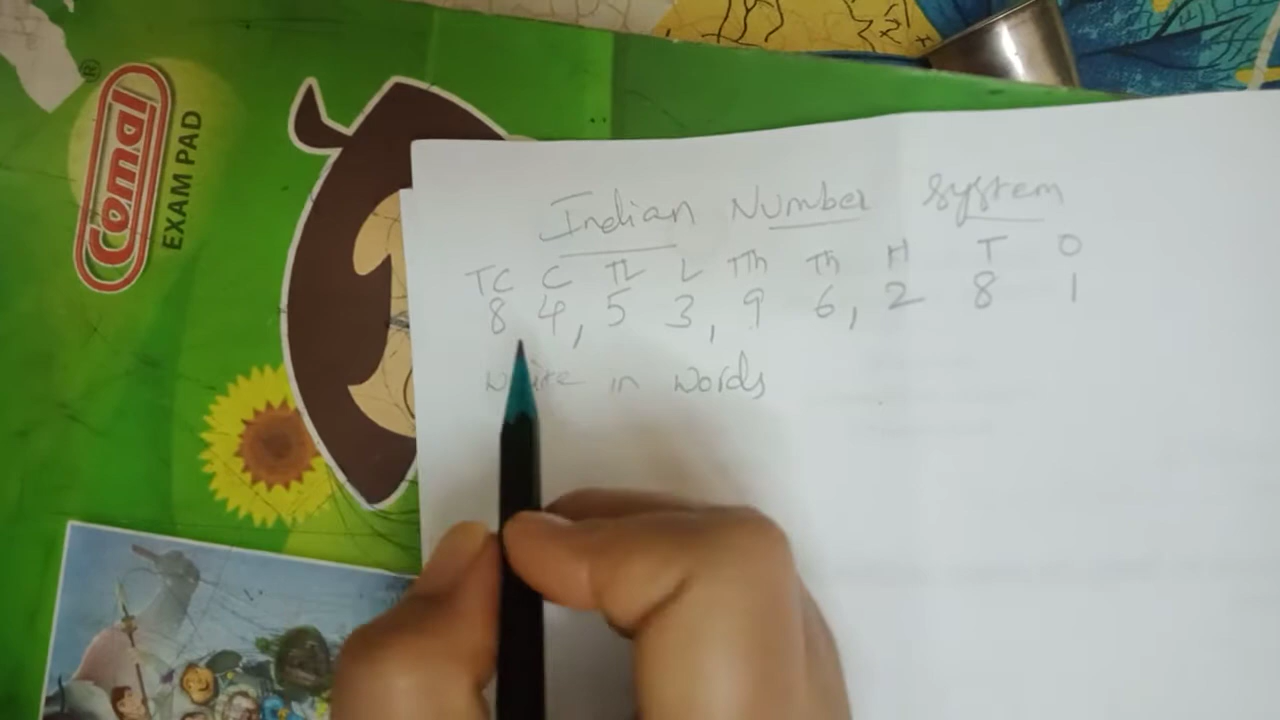 Comal ®
EXAM PAD
Indian Number System
TC C TL L TTh Th H T O
8 4, 5 3, 9 6, 2 8 1
Write in words